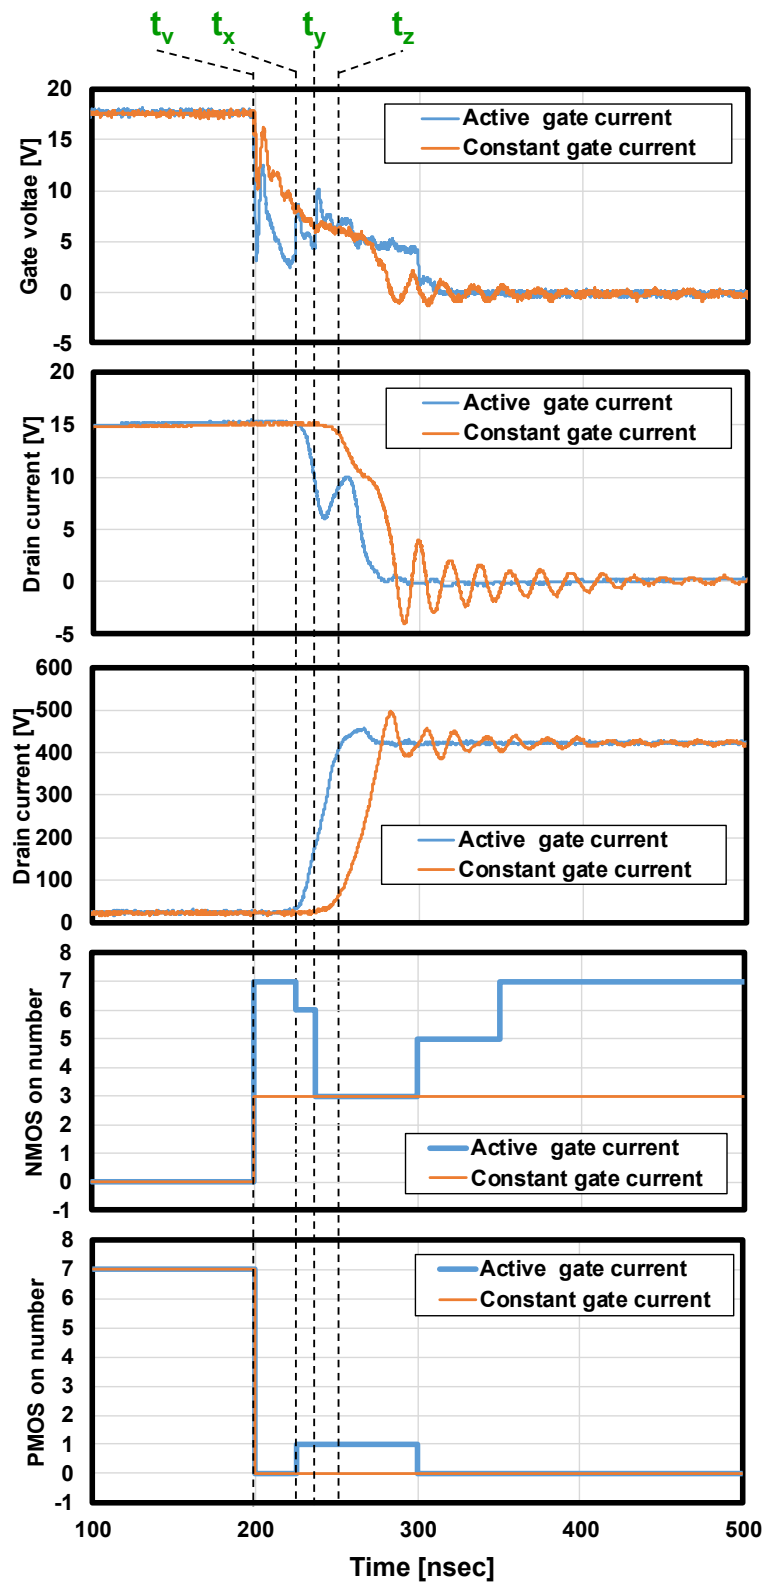 tv tx ty tz
20
15
10
5
0
-5
Gate voltae [V]
Active gate current
Constant gate current
20
15
10
5
0
-5
Drain current [V]
Active gate current
Constant gate current
600
500
400
300
200
100
0
Drain current [V]
Active gate current
Constant gate current
8
7
6
5
4
3
2
1
0
-1
NMOS on number
Active gate current
Constant gate current
8
7
6
5
4
3
2
1
0
-1
PMOS on number
Active gate current
Constant gate current
100 200 300 400 500
Time [nsec]